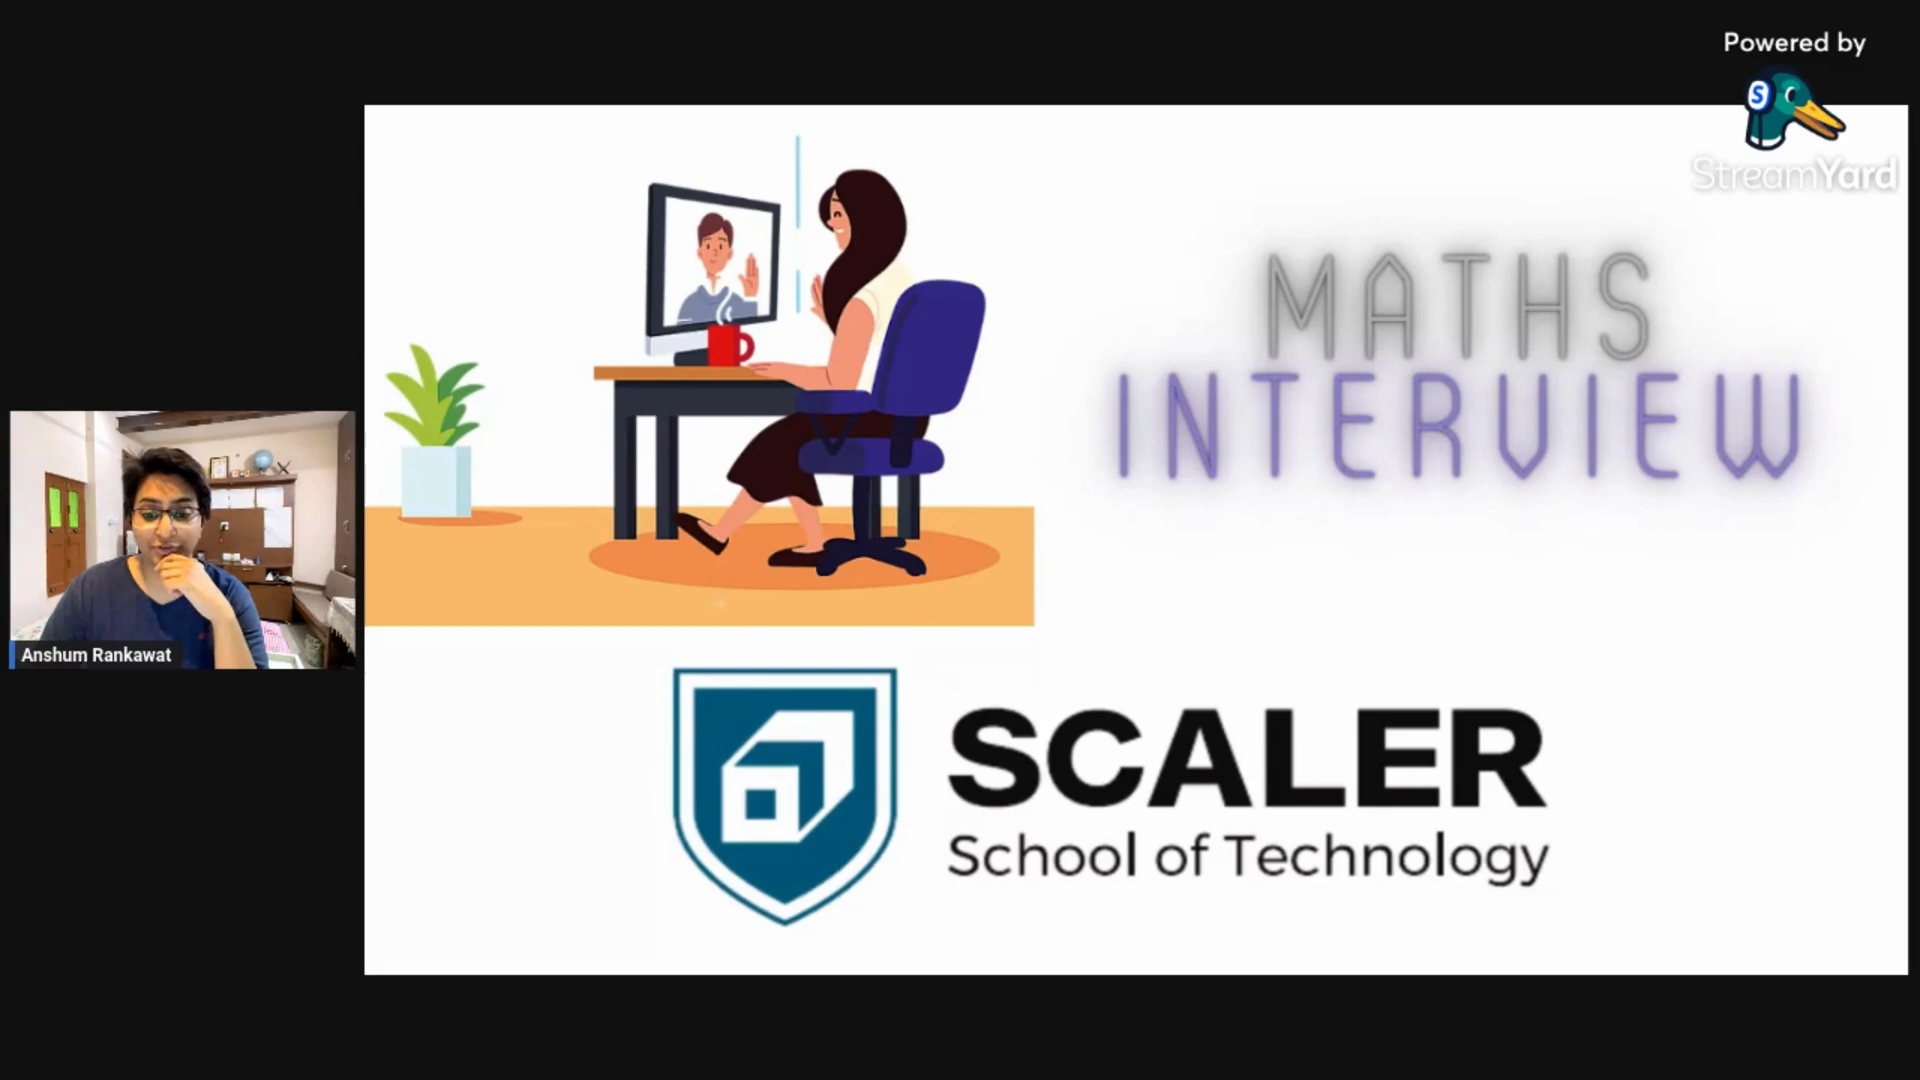 Powered by
S
StreamYard
MATHS
INTERVIEW
Anshum Rankawat
SCALER
School of Technology